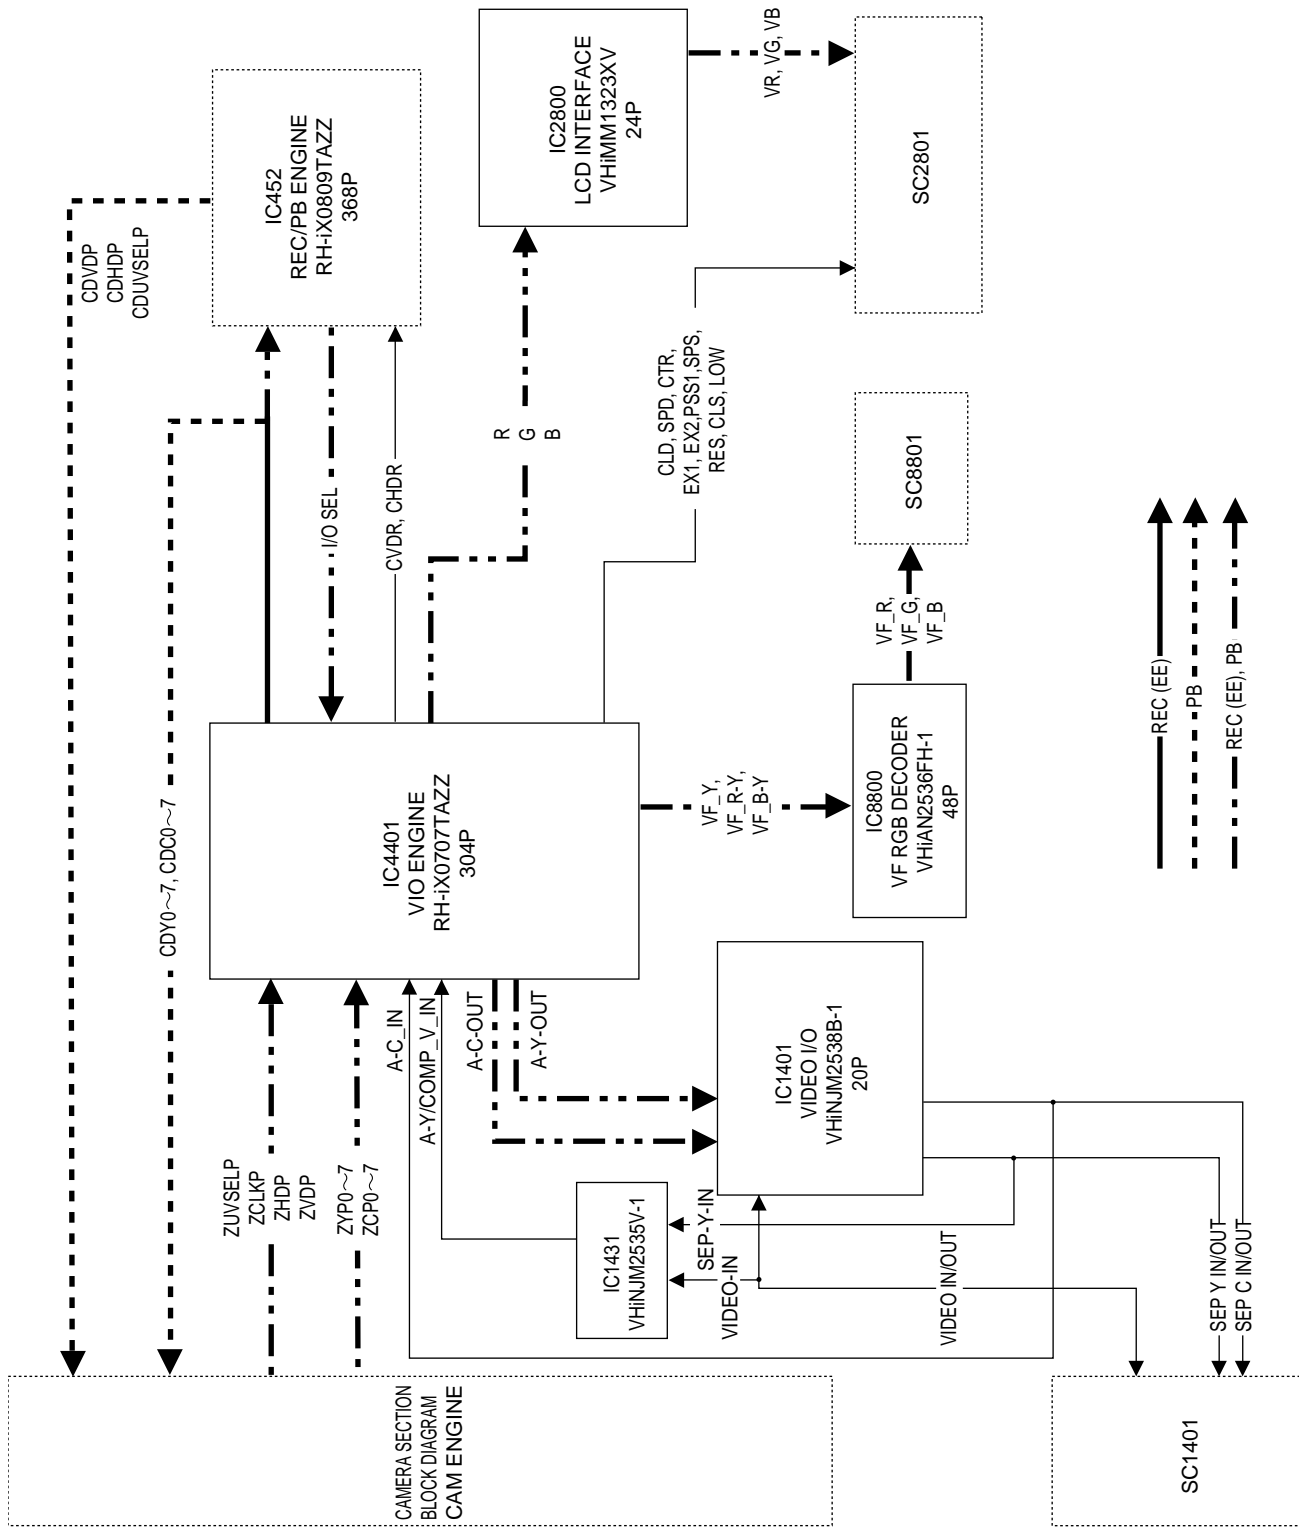 CDVDP
CDHDP
CDUVSELP
IC452
REC/PB ENGINE
RH-iX0809TAZZ
368P
IC2800
LCD INTERFACE
VHiMM1323XV
24P
VR, VG, VB
SC2801
CDY0～7, CDC0～7
I/O SEL
CVDR, CHDR
R
G
B
CLD, SPD, CTR,
EX1, EX2,PSS1,SPS,
RES, CLS, LOW
SC8801
VF_R,
VF_G,
VF_B
IC4401
VIO ENGINE
RH-iX0707TAZZ
304P
VF_Y,
VF_R-Y,
VF_B-Y
IC8800
VF RGB DECODER
VHiAN2536FH-1
48P
REC (EE)
PB
REC (EE), PB
ZUVSELP
ZCLKP
ZHDP
ZVDP
ZYP0～7
ZCP0～7
A-C_IN
A-Y/COMP_V_IN
A-C-OUT
A-Y-OUT
IC1401
VIDEO I/O
VHiNJM2538B-1
20P
IC1431
VHiNJM2535V-1
SEP-Y-IN
VIDEO-IN
VIDEO IN/OUT
SEP Y IN/OUT
SEP C IN/OUT
CAMERA SECTION
BLOCK DIAGRAM
CAM ENGINE
SC1401